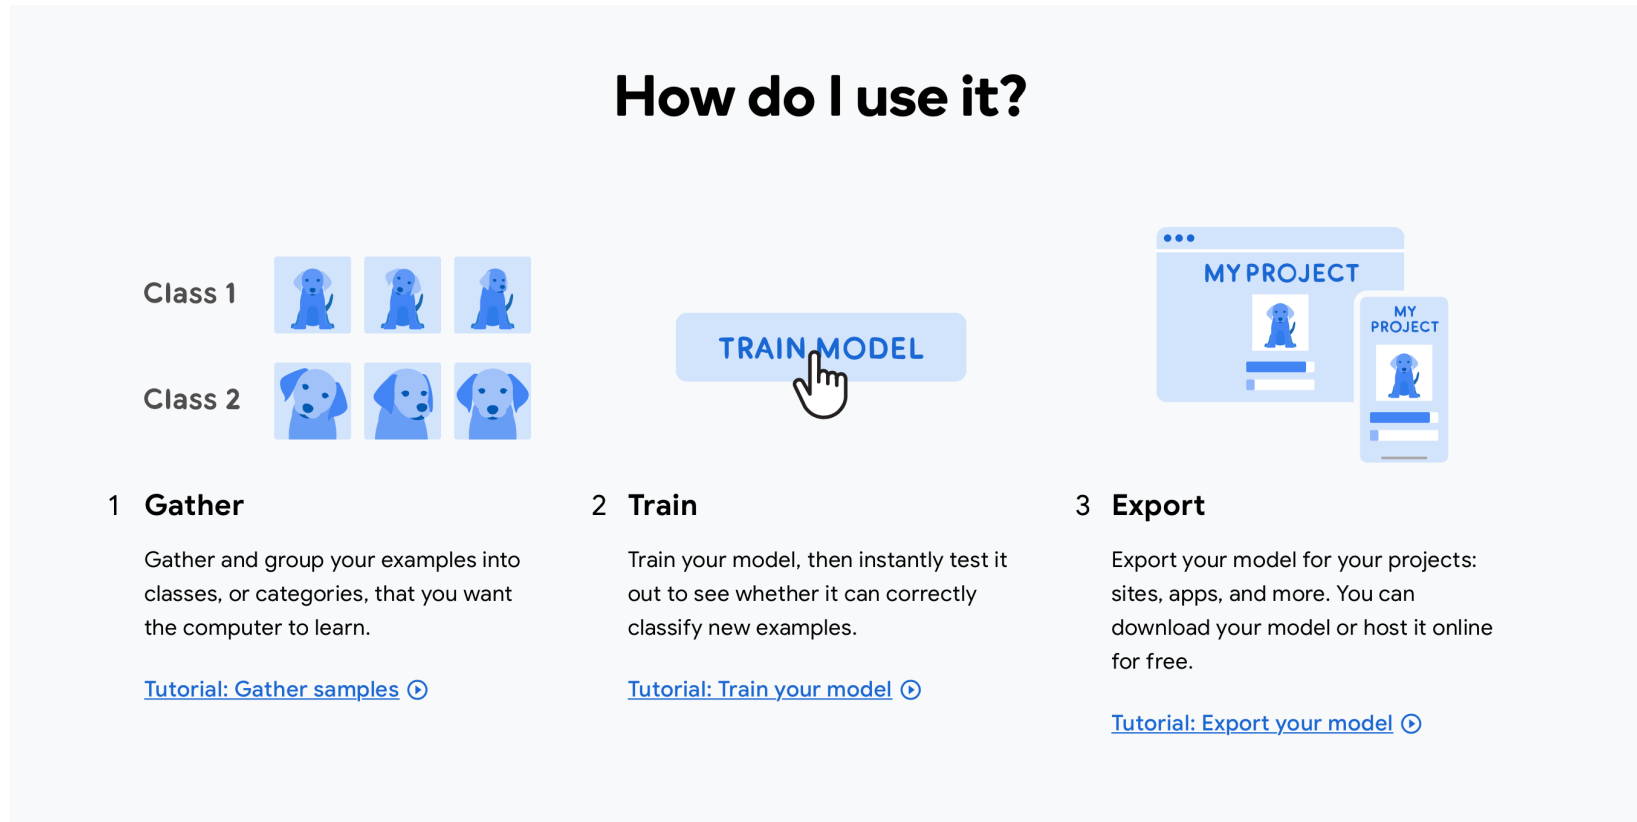 How do I use it?
Class 1
Class 2
TRAIN MODEL
MY PROJECT
MY
PROJECT
1 Gather
Gather and group your examples into
classes, or categories, that you want
the computer to learn.
Tutorial: Gather samples
2 Train
Train your model, then instantly test it
out to see whether it can correctly
classify new examples.
Tutorial: Train your model
3 Export
Export your model for your projects:
sites, apps, and more. You can
download your model or host it online
for free.
Tutorial: Export your model